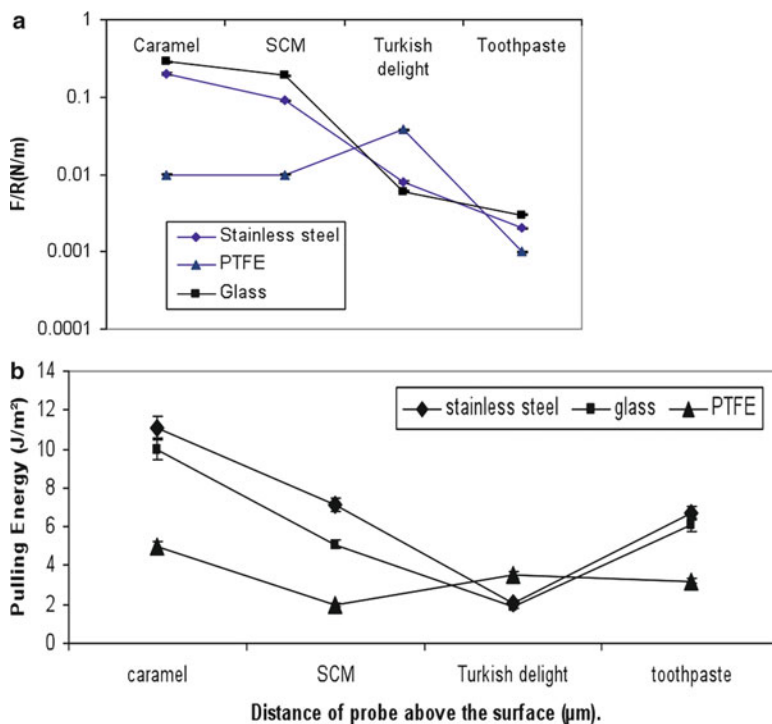 a
1
0.1
0.01
0.001
0.0001
F/R(N/m)
Caramel SCM Turkish delight Toothpaste
Stainless steel
PTFE
Glass
b
14
12
10
8
6
4
2
0
Pulling Energy (J/m²)
stainless steel glass PTFE
caramel SCM Turkish delight toothpaste
Distance of probe above the surface (µm).